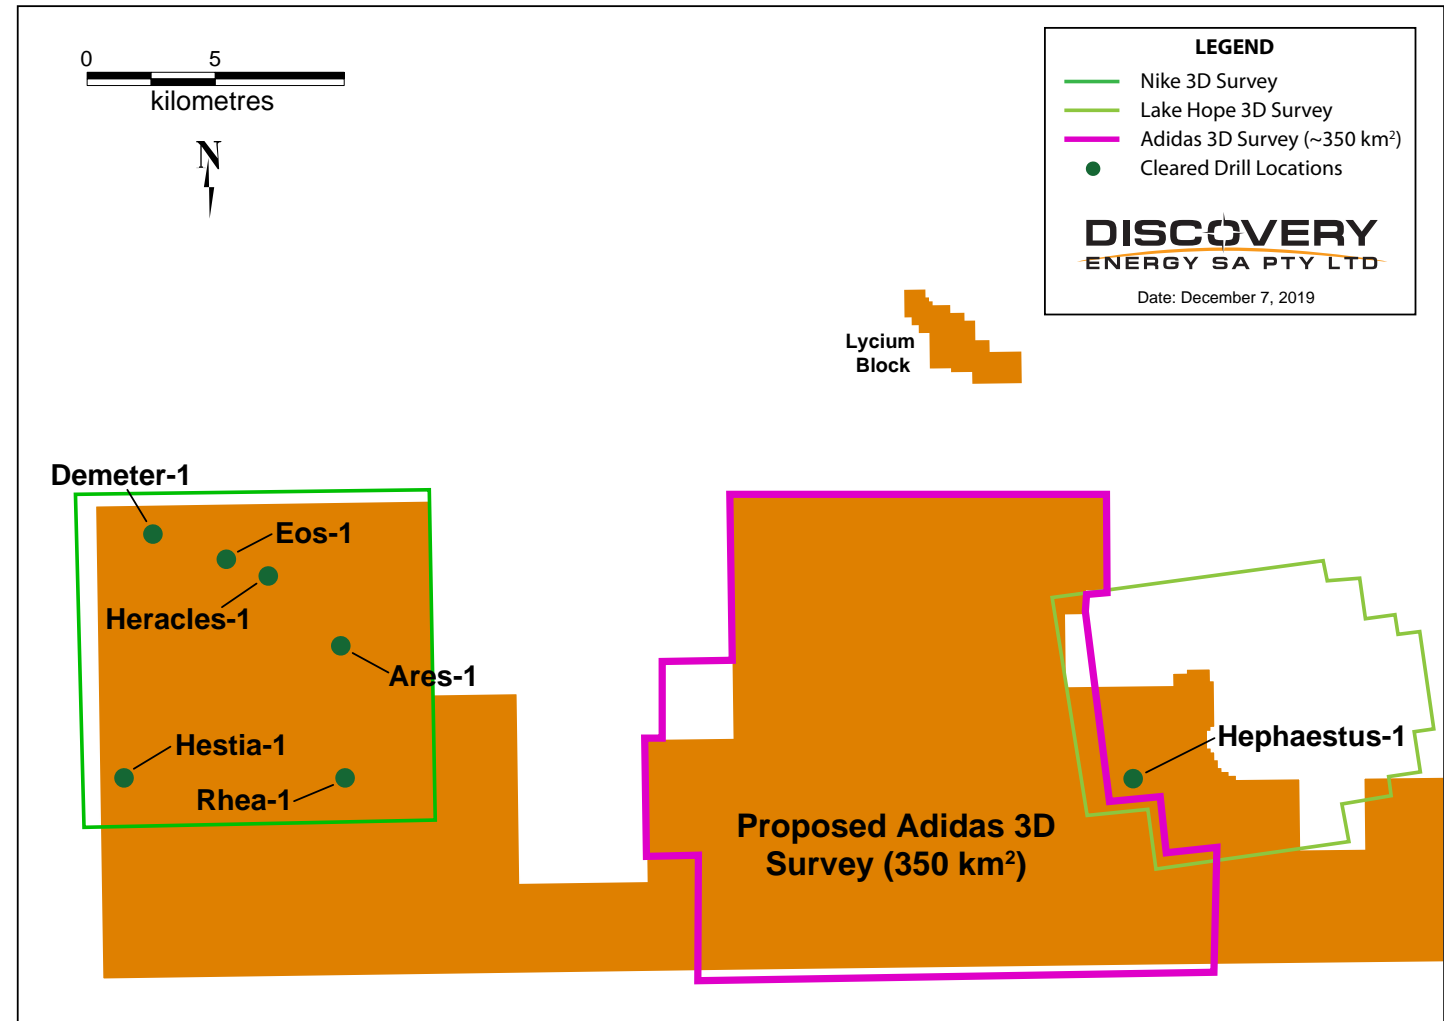 0 5
kilometres
N
LEGEND
Nike 3D Survey
Lake Hope 3D Survey
Adidas 3D Survey (~350 km²)
Cleared Drill Locations
DISCOVERY
ENERGY SA PTY LTD
Date: December 7, 2019
Lycium
Block
Demeter-1
Eos-1
Heracles-1
Ares-1
Hestia-1
Rhea-1
Hephaestus-1
Proposed Adidas 3D
Survey (350 km²)